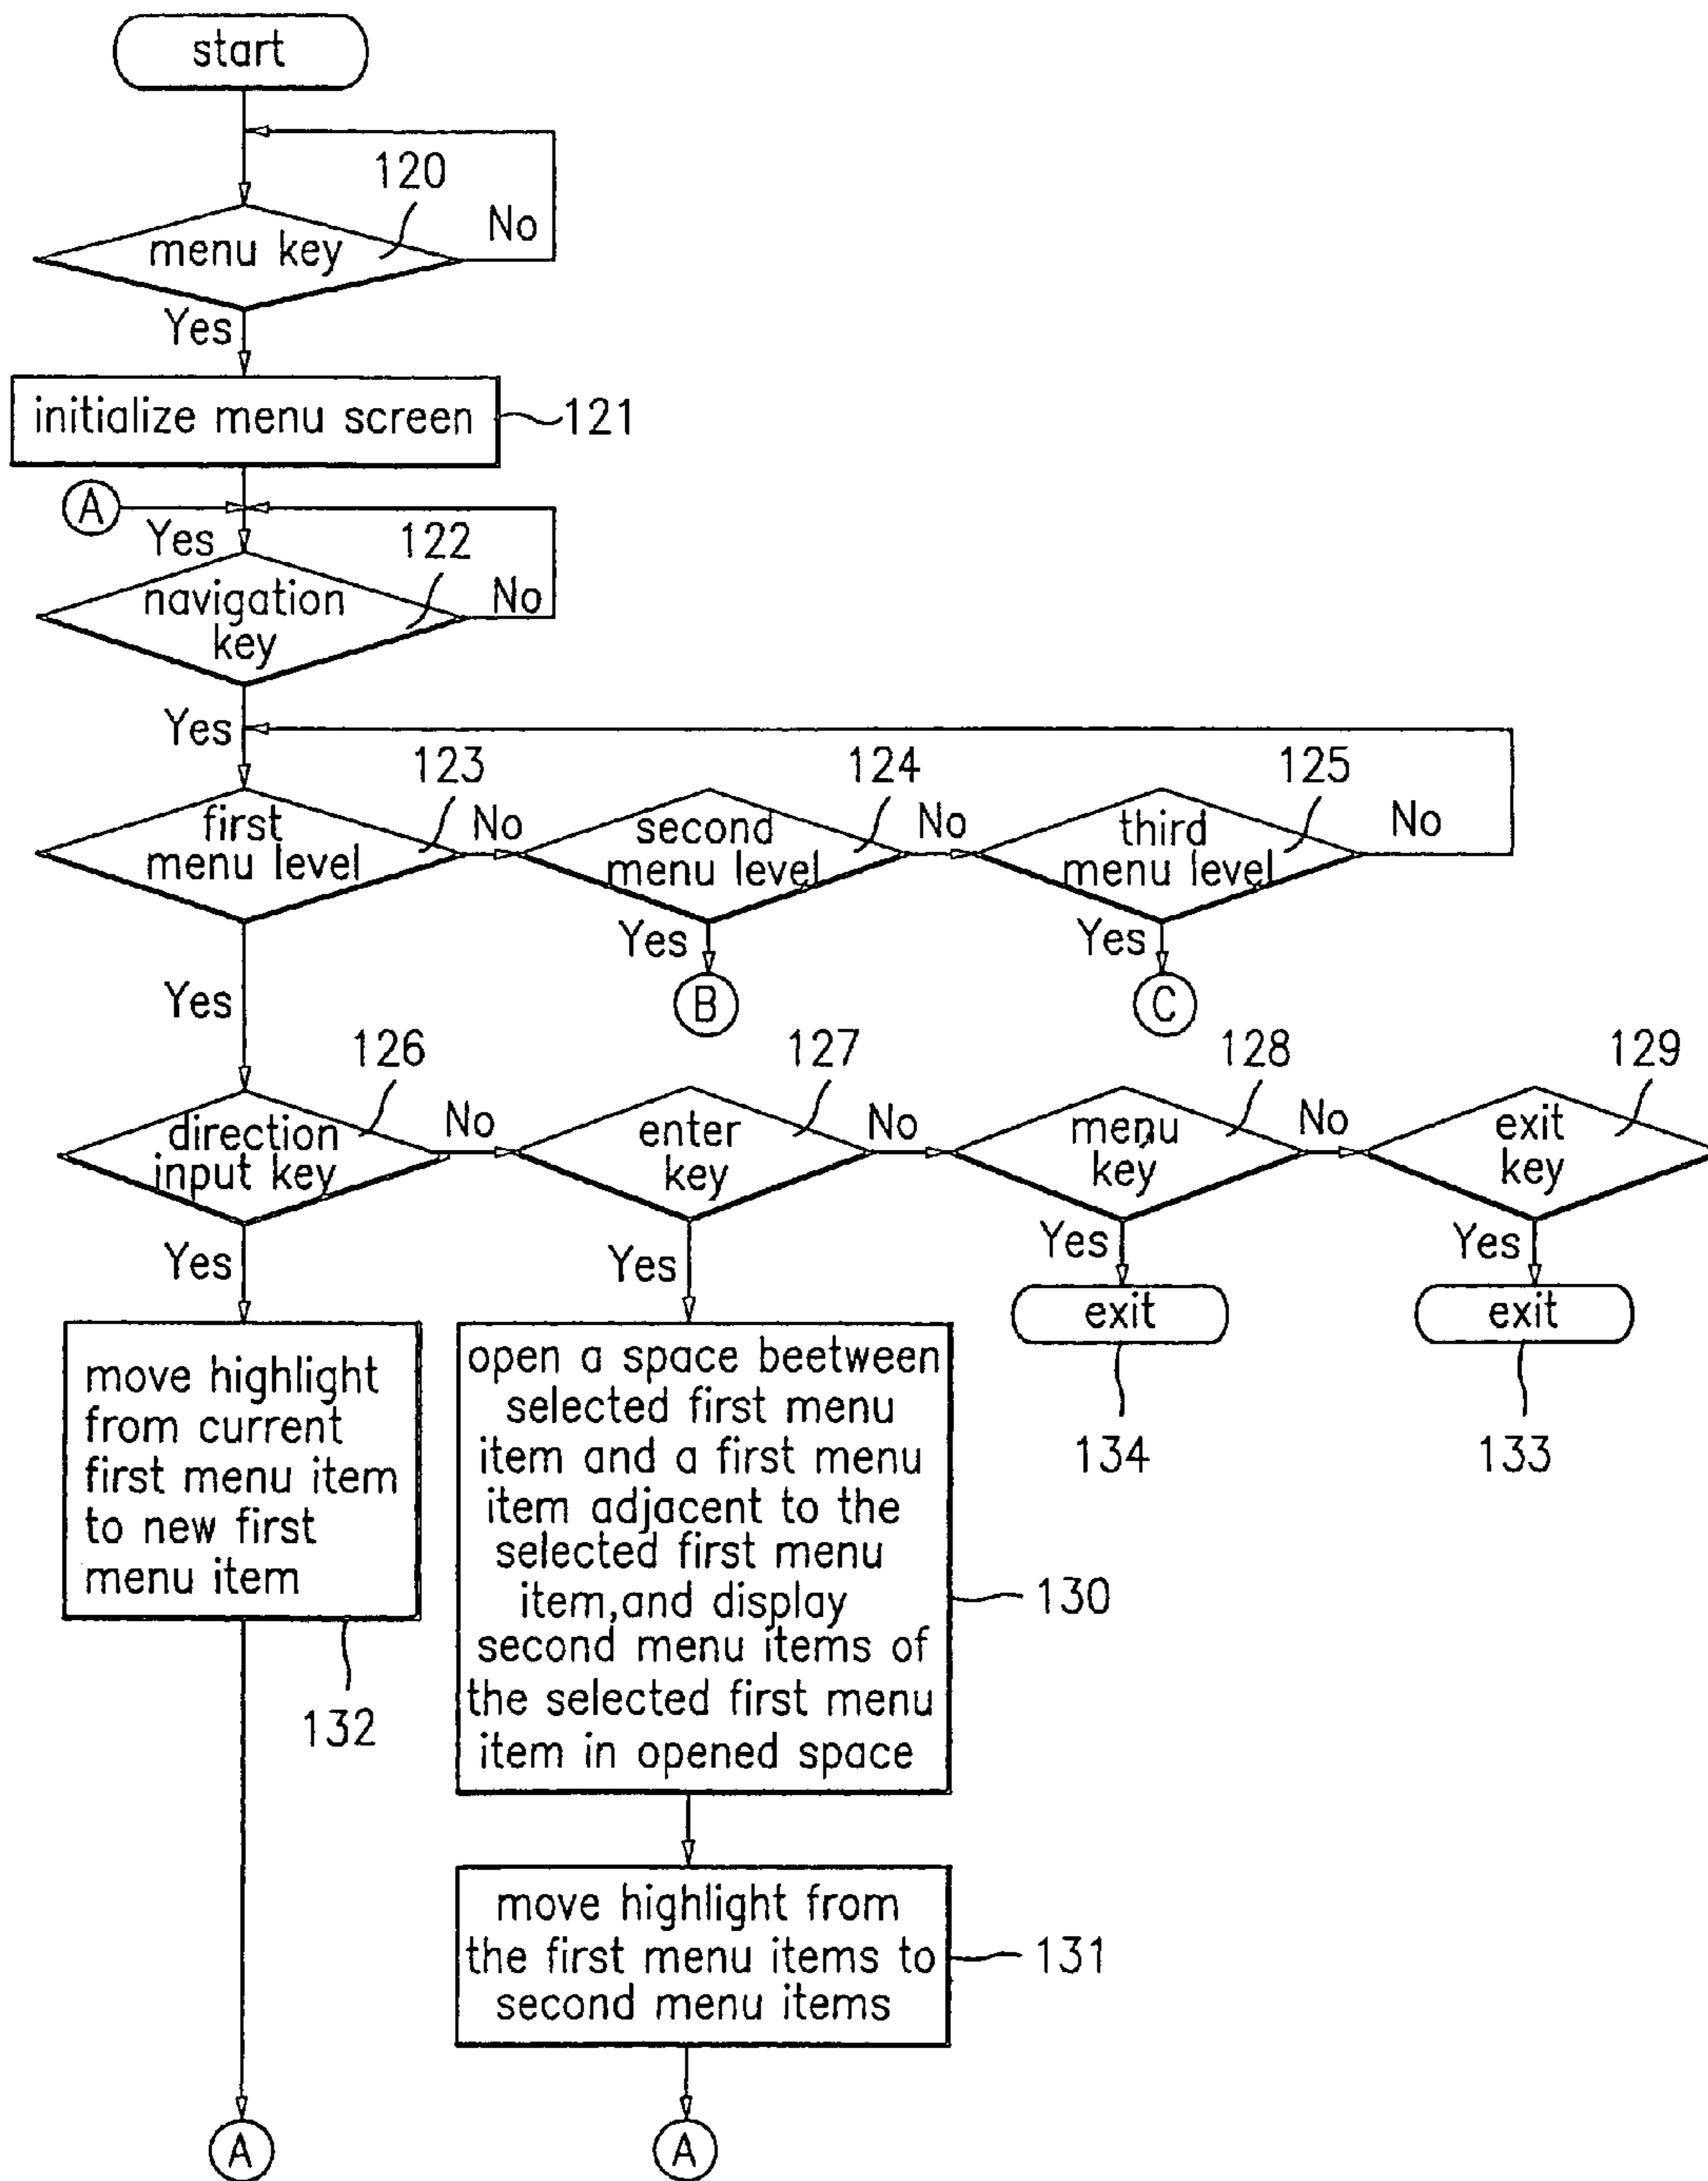 start
120
menu key
No
Yes
initialize menu screen
121
A
Yes
122
navigation
key
No
Yes
123
first
menu level
No
124
second
menu level
No
125
third
menu level
No
Yes
B
Yes
C
Yes
126
direction
input key
No
127
enter
key
No
128
menu
key
No
129
exit
key
Yes
Yes
Yes
exit
134
Yes
exit
133
move highlight
from current
first menu item
to new first
menu item
132
open a space beetween
selected first menu
item and a first menu
item adjacent to the
selected first menu
item,and display
second menu items of
the selected first menu
item in opened space
130
move highlight from
the first menu items to
second menu items
131
A
A